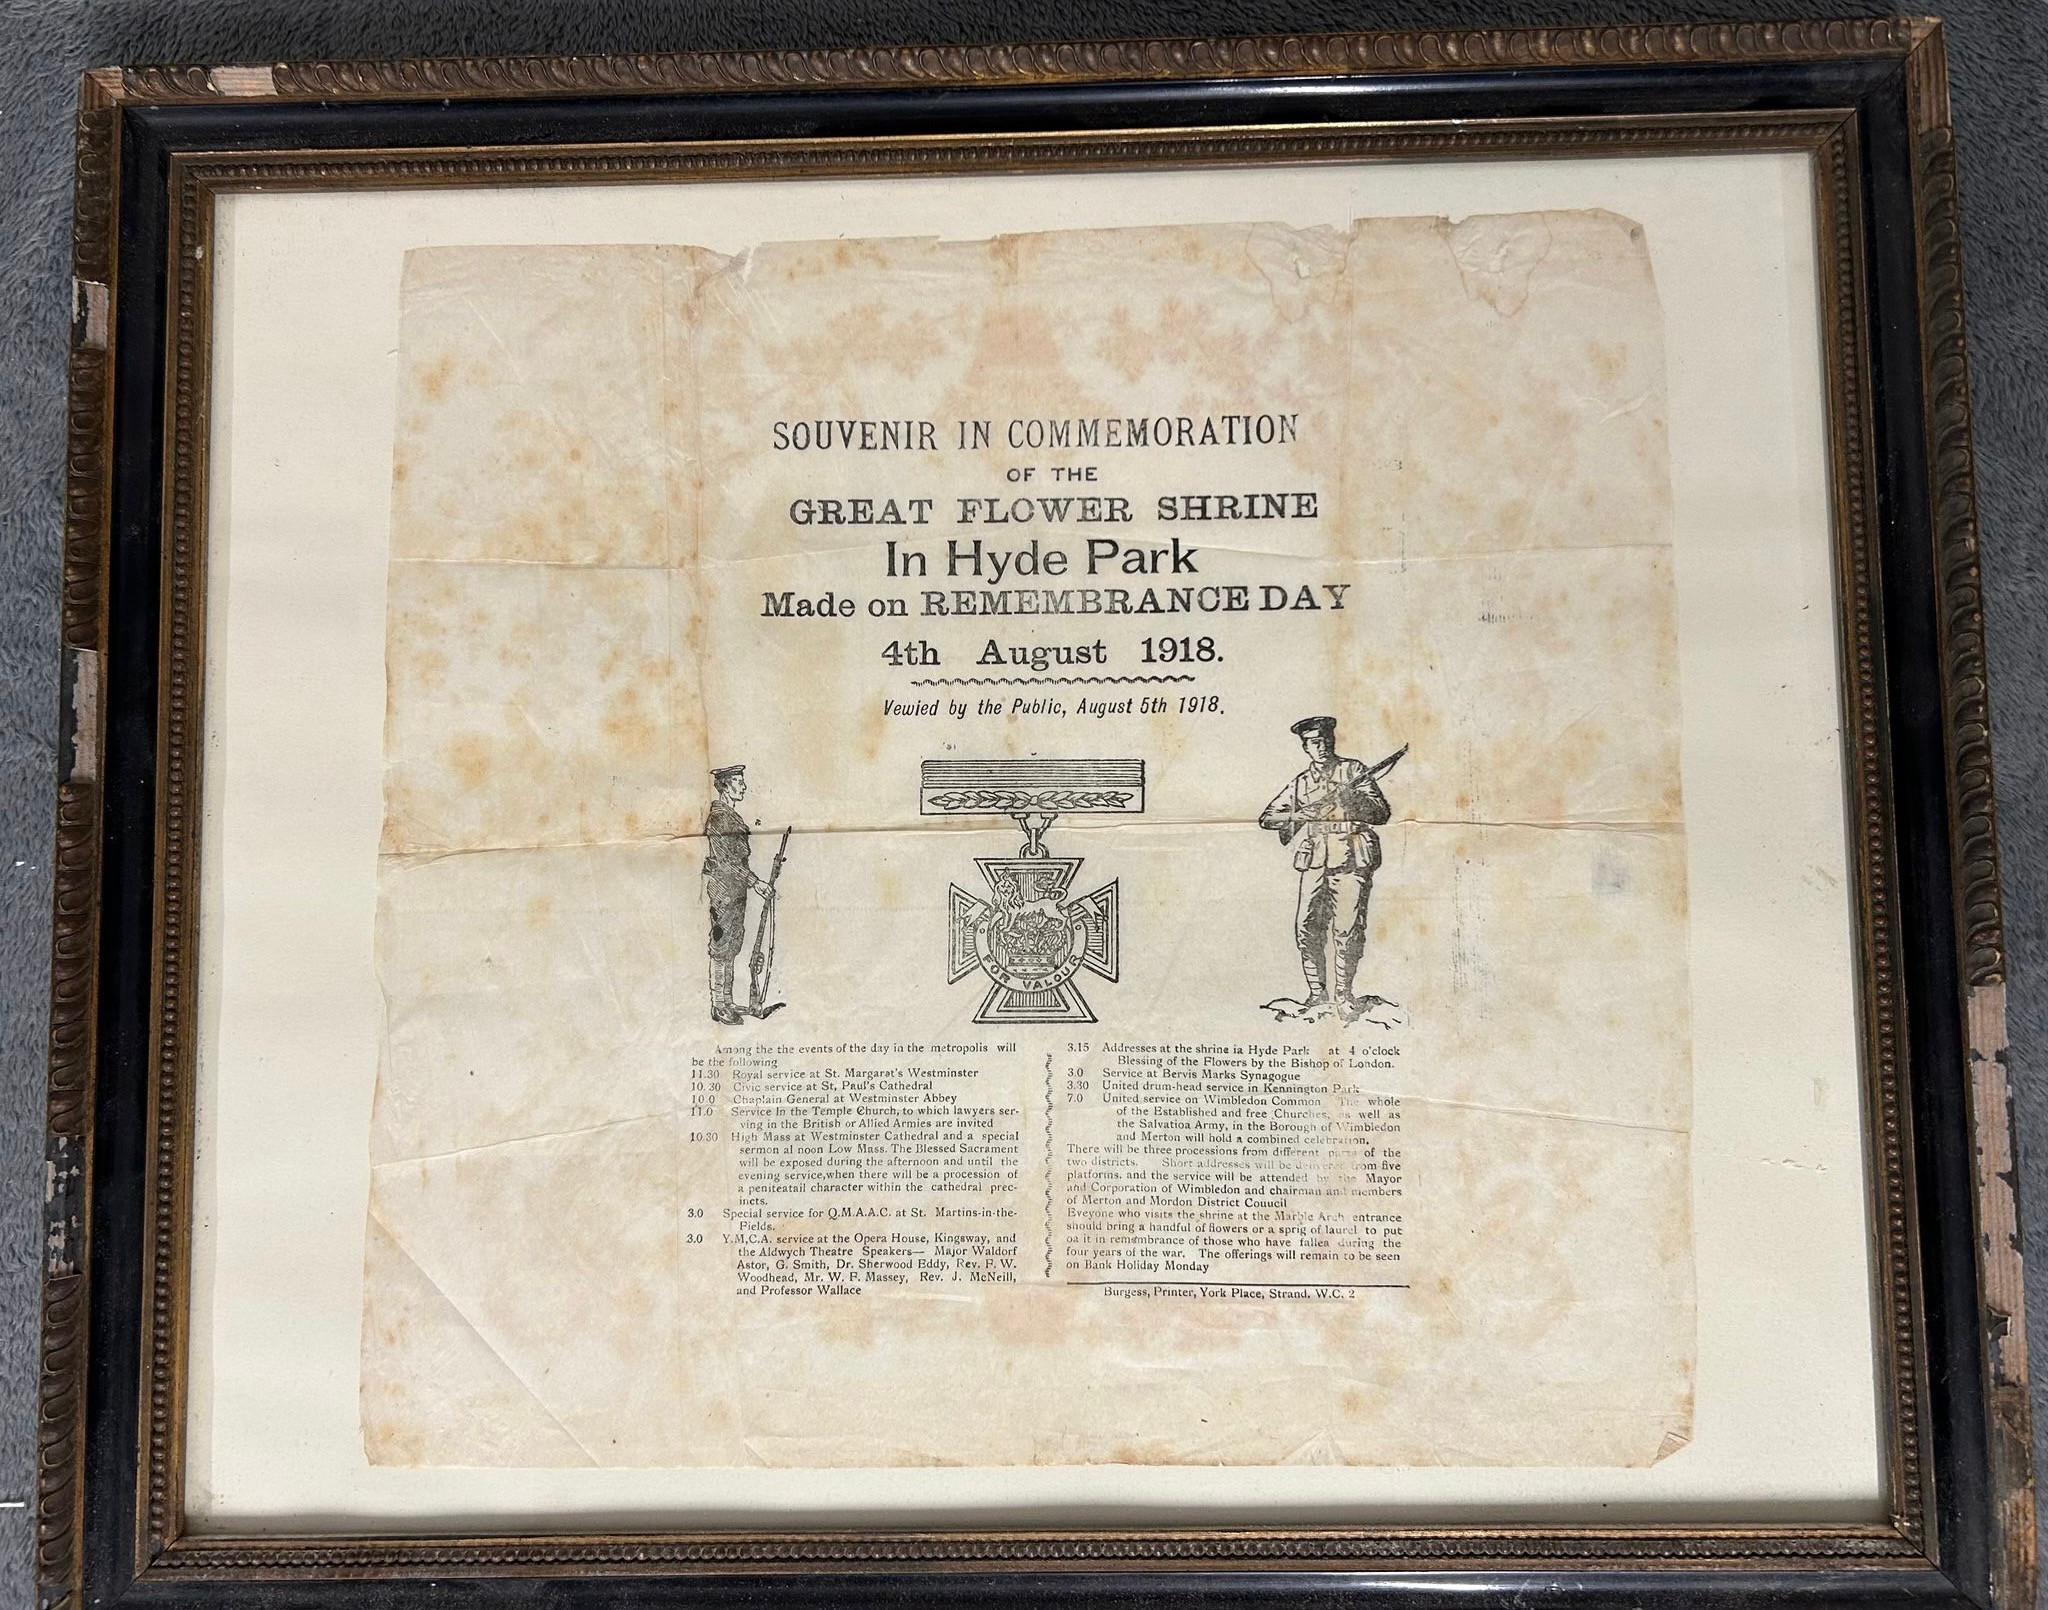 SOUVENIR IN COMMEMORATION
OF THE
GREAT FLOWER SHRINE
In Hyde Park
Made on REMEMBRANCE DAY
4th August 1918.
Vewied by the Public, August 5th 1918.
FOR VALOUR
Among the the events of the day in the metropolis will
be the following
11.30 Royal service at St. Margarat's Westminster
10.30 Civic service at St, Paul's Cathedral
10.0 Chaplain General at Westminster Abbey
11.0 Service In the Temple Church, to which lawyers ser-
ving in the British or Allied Armies are invited
10.30 High Mass at Westminster Cathedral and a special
sermon al noon Low Mass. The Blessed Sacrament
will be exposed during the afternoon and until the
evening service,when there will be a procession of
a peniteatail character within the cathedral prec-
incts.
3.0 Special service for Q.M.A.A.C. at St. Martins-in-the-
Fields.
3.0 Y.M,C.A. service at the Opera House, Kingsway, and
the Aldwych Theatre Speakers— Major Waldorf
Astor, G. Smith, Dr. Sherwood Eddy, Rev. F. W.
Woodhead, Mr. W. F. Massey, Rev. J. McNeill,
and Professor Wallace
3.15 Addresses at the shrine ia Hyde Park at 4 o'clock
Blessing of the Flowers by the Bishop of London.
3.0 Service at Bervis Marks Synagogue
3.30 United drum-head service in Kennington Park
7.0 United service on Wimbledon Common The whole
of the Established and free Churches, as well as
the Salvatioa Army, in the Borough of Wimbledon
and Merton will hold a combined celebration.
There will be three processions from different parts of the
two districts. Short addresses will be delivered from five
platforms. and the service will be attended by the Mayor
and Corporation of Wimbledon and chairman and members
of Merton and Mordon District Couucil
Eveyone who visits the shrine at the Marble Arch entrance
should bring a handful of flowers or a sprig of laurel to put
oa it in remembrance of those who have fallea during the
four years of the war. The offerings will remain to be seen
on Bank Holiday Monday
Burgess, Printer, York Place, Strand. W.C. 2